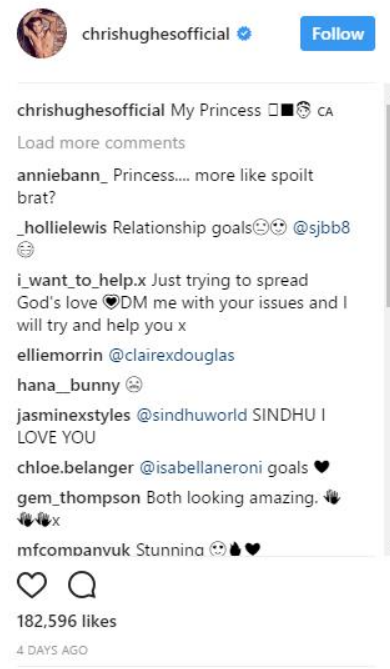 chrishughesofficial
Follow
chrishughesofficial My Princess CA
Load more comments
anniebann_ Princess.... more like spoilt
brat?
_hollielewis Relationship goals @sjbb8
i_want_to_help.x Just trying to spread
God's love DM me with your issues and I
will try and help you x
elliemorrin @clairexdouglas
hana__bunny
jasminexstyles @sindhuworld SINDHU I
LOVE YOU
chloe.belanger @isabellaneroni goals
gem_thompson Both looking amazing.
x
mfcompanyuk Stunning
182,596 likes
4 DAYS AGO